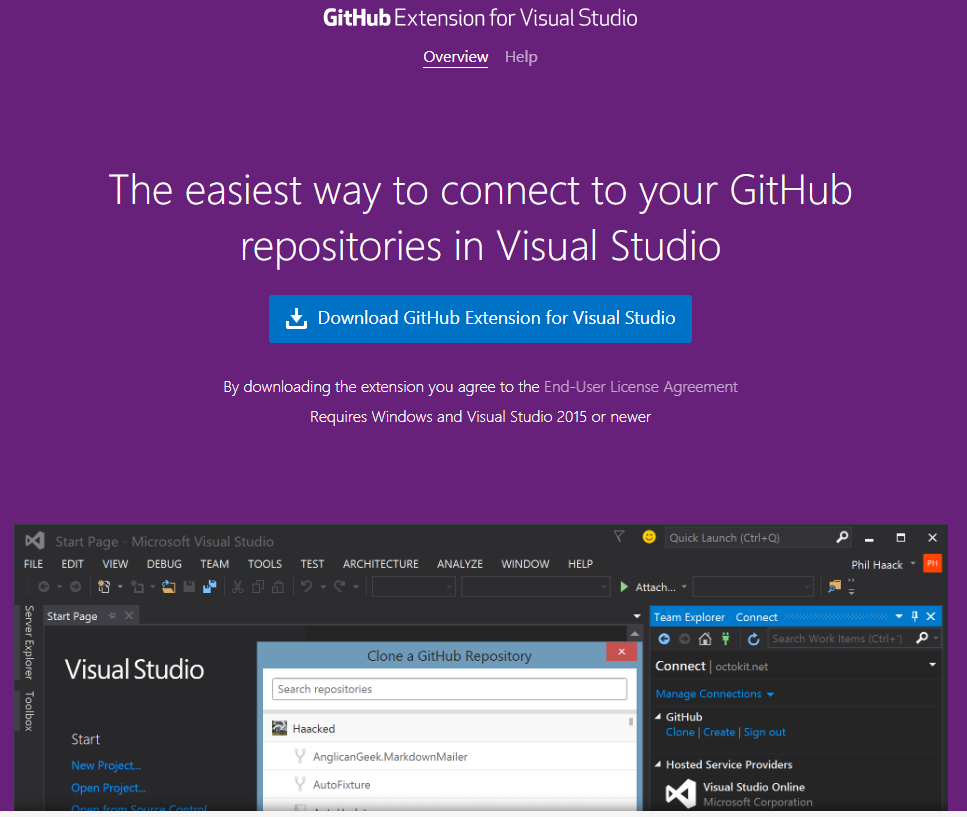 GitHub Extension for Visual Studio
Overview Help
The easiest way to connect to your GitHub
repositories in Visual Studio
Download GitHub Extension for Visual Studio
By downloading the extension you agree to the End-User License Agreement
Requires Windows and Visual Studio 2015 or newer
Start Page - Microsoft Visual Studio
Quick Launch (Ctrl+Q)
FILE EDIT VIEW DEBUG TEAM TOOLS TEST ARCHITECTURE ANALYZE WINDOW HELP
Phil Haack PH
Attach...
Server Explorer
Toolbox
Start Page
Visual Studio
Start
New Project...
Open Project...
Open from Source Control
Clone a GitHub Repository
Search repositories
Haacked
AnglicanGeek.MarkdownMailer
AutoFixture
Team Explorer Connect
Search Work Items (Ctrl+')
Connect | octokit.net
Manage Connections
GitHub
Clone | Create | Sign out
Hosted Service Providers
Visual Studio Online
Microsoft Corporation